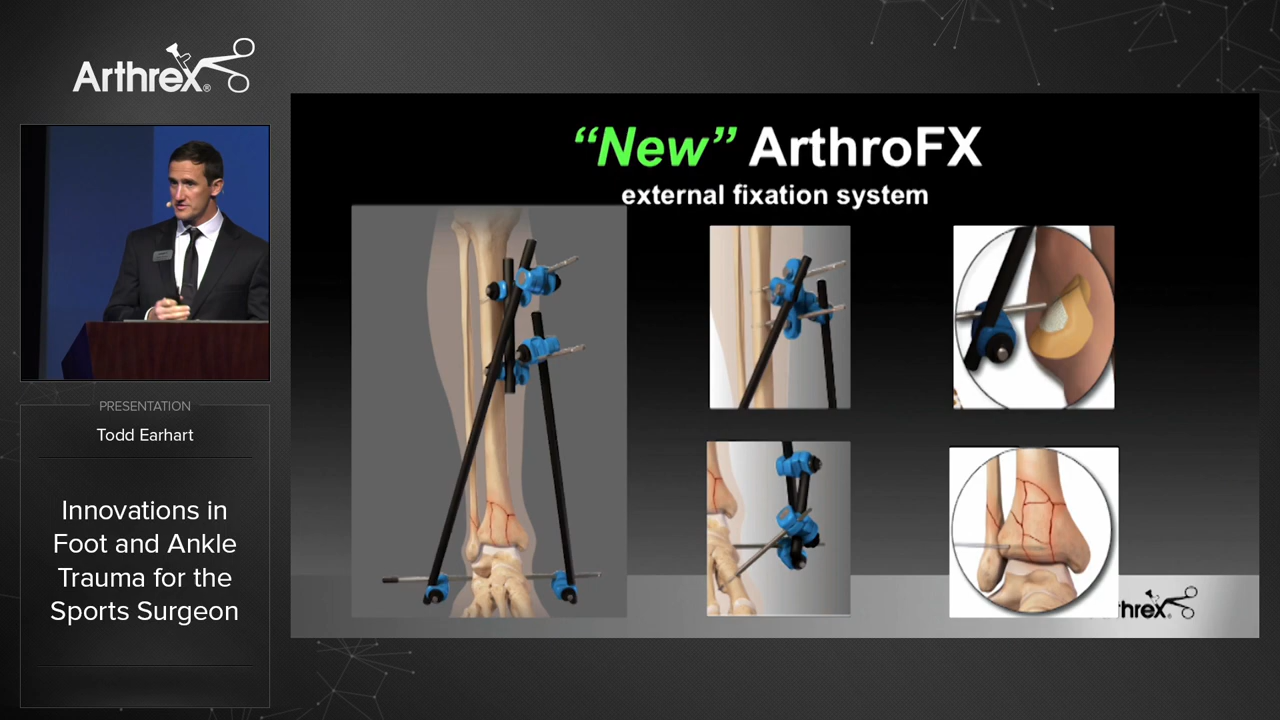 Arthrex®
PRESENTATION
Todd Earhart
Innovations in
Foot and Ankle
Trauma for the
Sports Surgeon
“New” ArthroFX
external fixation system
threx®